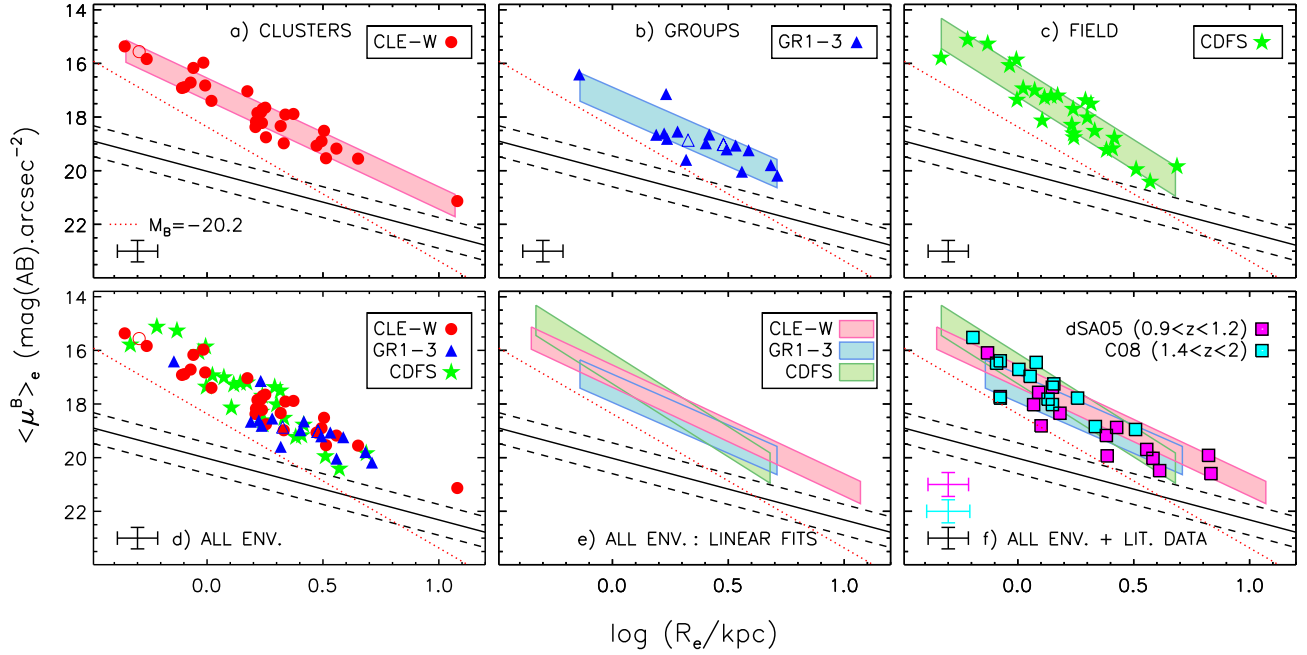 a) CLUSTERS
CLE-W
b) GROUPS
GR1-3
c) FIELD
CDFS
14
16
18
20
22
M_B=-20.2
<μ^B>_e (mag(AB).arcsec^-2)
14
16
18
20
22
CLE-W
GR1-3
CDFS
d) ALL ENV.
CLE-W
GR1-3
CDFS
e) ALL ENV. : LINEAR FITS
dSA05 (0.9<z<1.2)
C08 (1.4<z<2)
f) ALL ENV. + LIT. DATA
0.0 0.5 1.0
0.0 0.5 1.0
0.0 0.5 1.0
log (R_e/kpc)